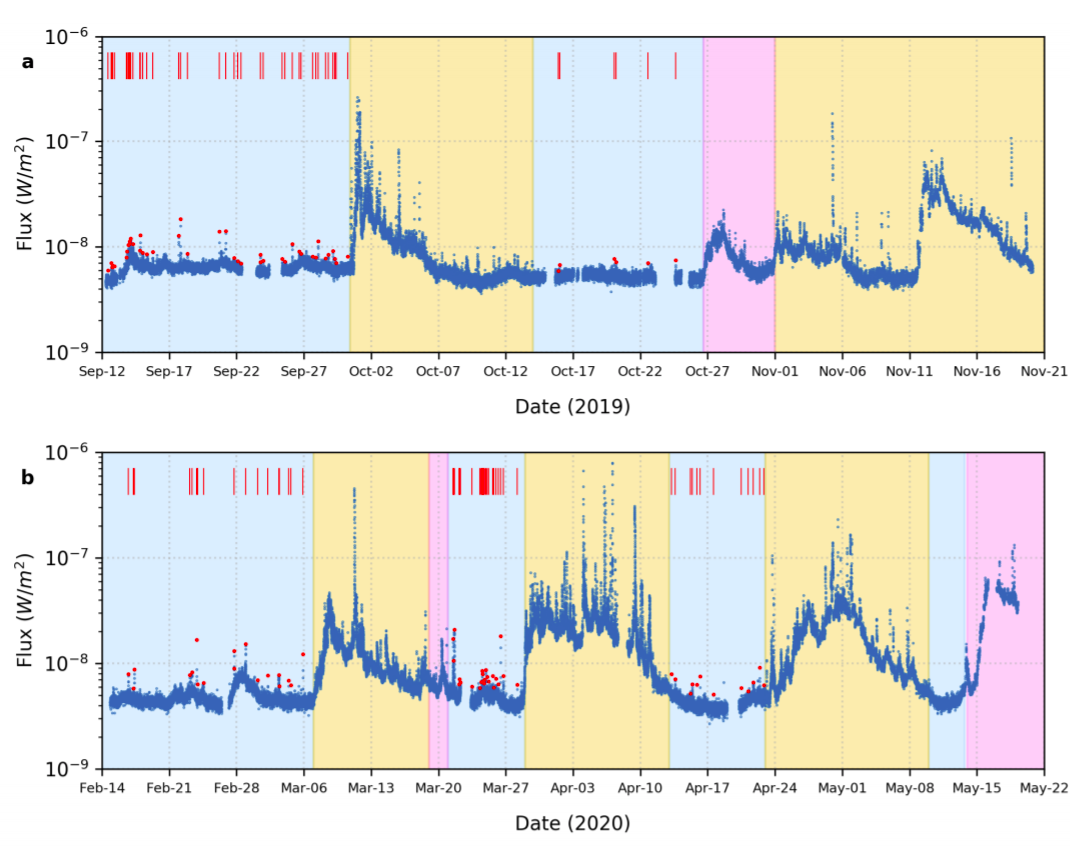 a
10⁻⁶
10⁻⁷
10⁻⁸
10⁻⁹
Flux (W/m²)
Sep-12 Sep-17 Sep-22 Sep-27 Oct-02 Oct-07 Oct-12 Oct-17 Oct-22 Oct-27 Nov-01 Nov-06 Nov-11 Nov-16 Nov-21
Date (2019)
b
10⁻⁶
10⁻⁷
10⁻⁸
10⁻⁹
Flux (W/m²)
Feb-14 Feb-21 Feb-28 Mar-06 Mar-13 Mar-20 Mar-27 Apr-03 Apr-10 Apr-17 Apr-24 May-01 May-08 May-15 May-22
Date (2020)